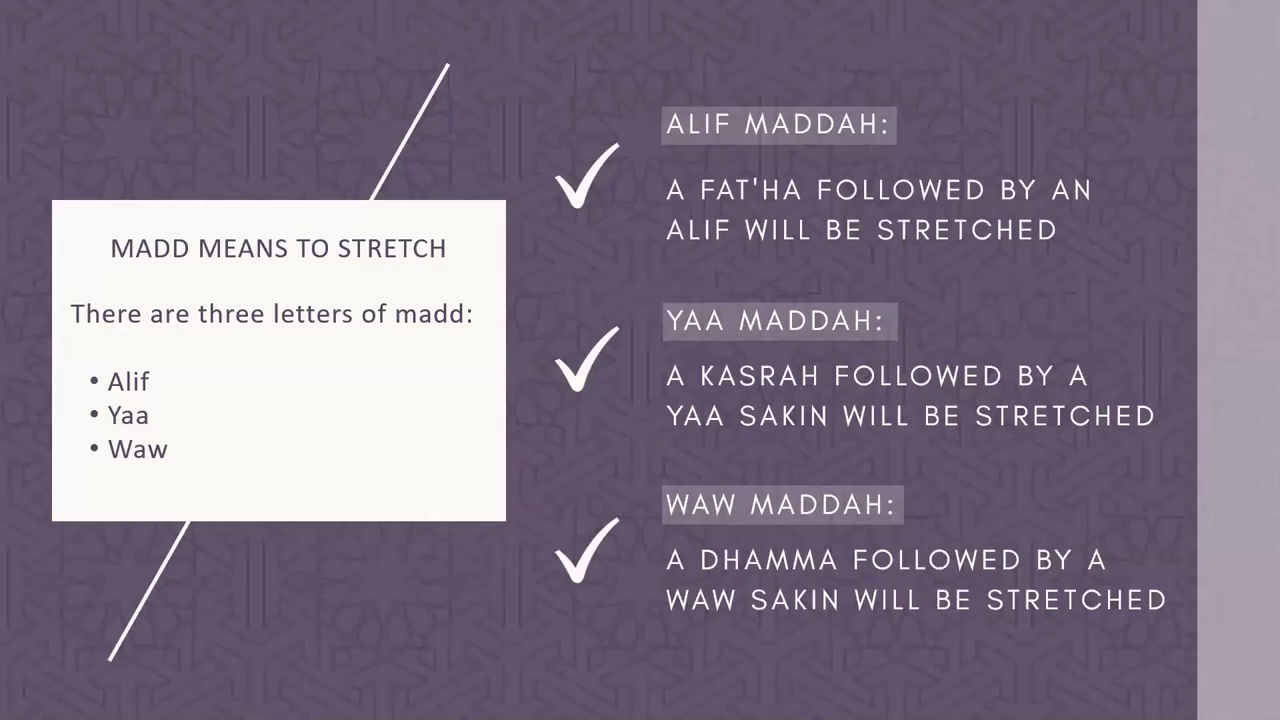 MADD MEANS TO STRETCH
There are three letters of madd:
• Alif
• Yaa
• Waw
ALIF MADDAH:
A FAT'HA FOLLOWED BY AN
ALIF WILL BE STRETCHED
YAA MADDAH:
A KASRAH FOLLOWED BY A
YAA SAKIN WILL BE STRETCHED
WAW MADDAH:
A DHAMMA FOLLOWED BY A
WAW SAKIN WILL BE STRETCHED